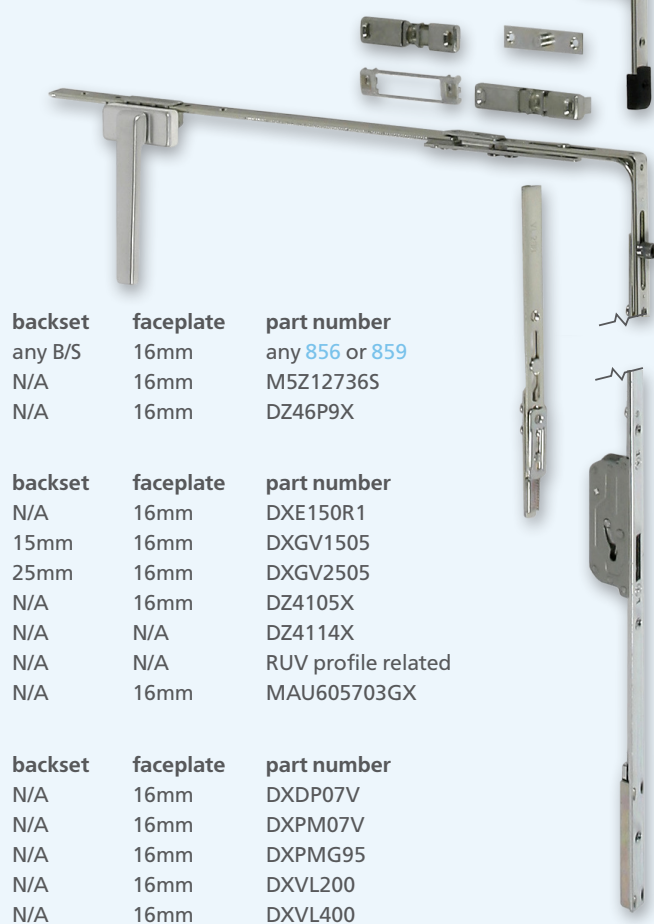 backset faceplate part number
any B/S 16mm any 856 or 859
N/A 16mm M5Z12736S
N/A 16mm DZ46P9X
backset faceplate part number
N/A 16mm DXE150R1
15mm 16mm DXGV1505
25mm 16mm DXGV2505
N/A 16mm DZ4105X
N/A N/A DZ4114X
N/A N/A RUV profile related
N/A 16mm MAU605703GX
backset faceplate part number
N/A 16mm DXDP07V
N/A 16mm DXPM07V
N/A 16mm DXPMG95
N/A 16mm DXVL200
N/A 16mm DXVL400